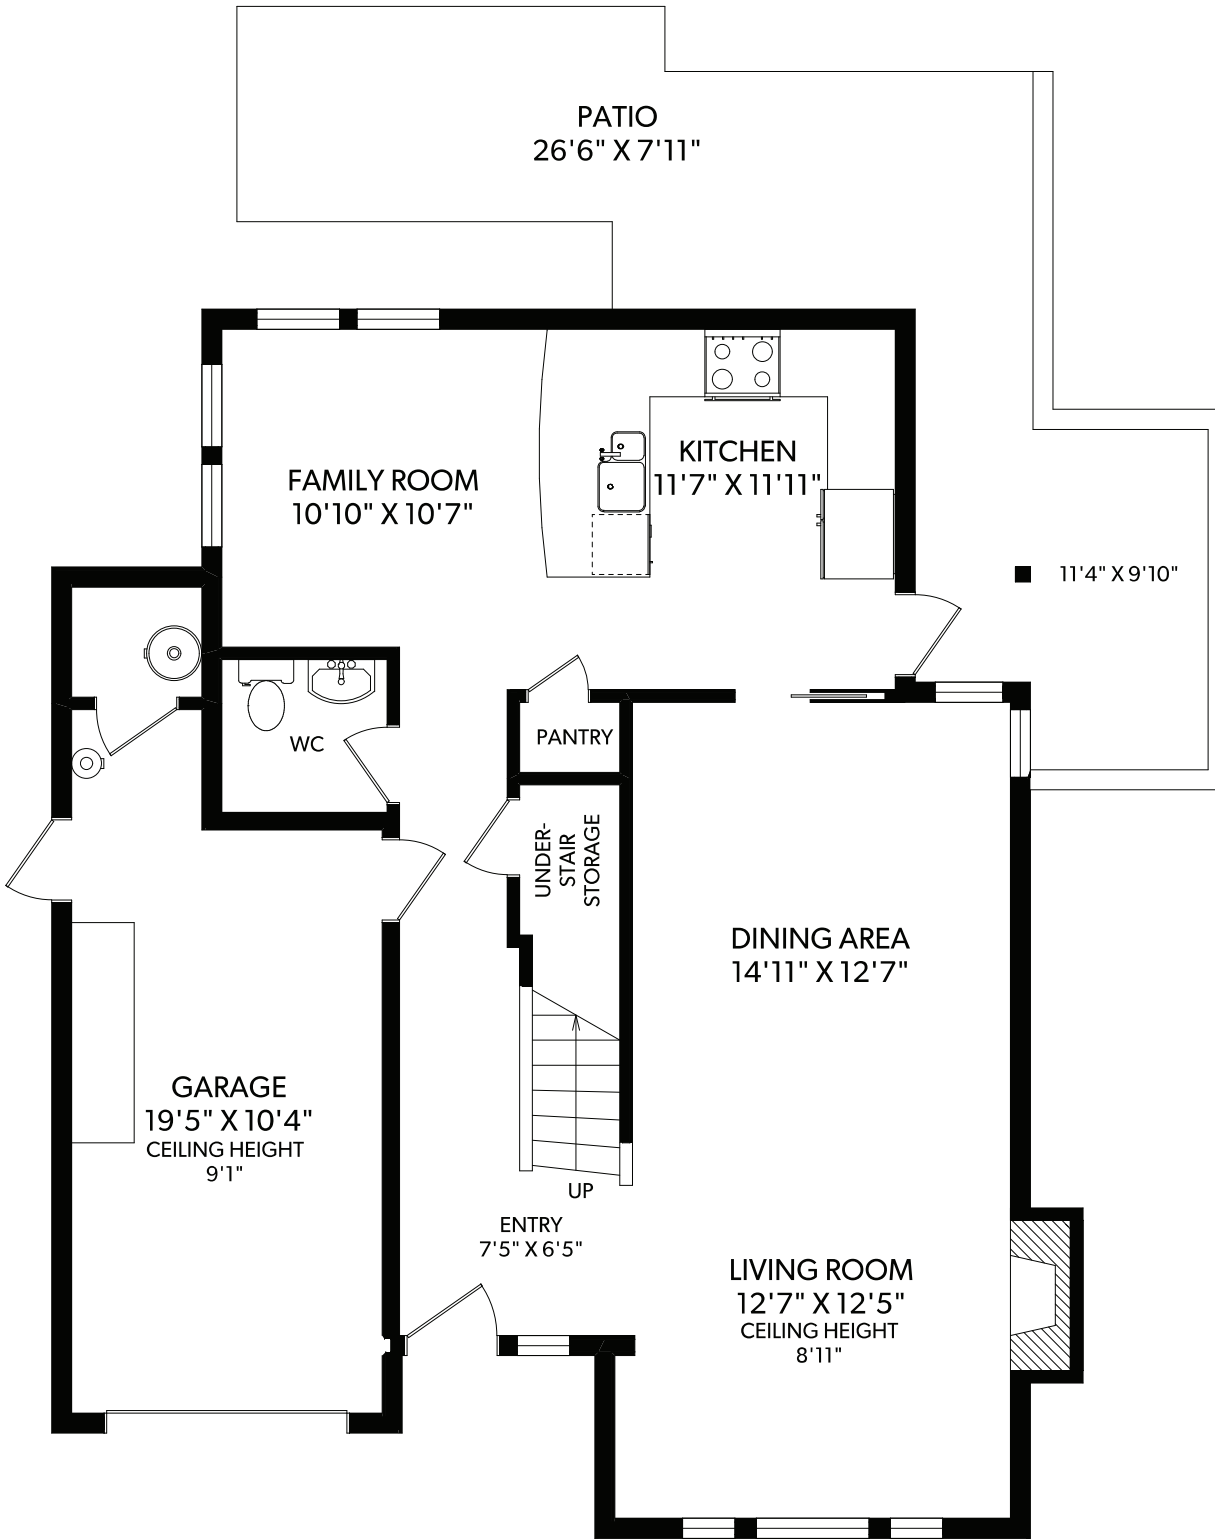 PATIO
26'6" X 7'11"
KITCHEN
11'7" X 11'11"
FAMILY ROOM
10'10" X 10'7"
11'4" X 9'10"
WC
PANTRY
UNDER-
STAIR
STORAGE
DINING AREA
14'11" X 12'7"
GARAGE
19'5" X 10'4"
CEILING HEIGHT
9'1"
UP
ENTRY
7'5" X 6'5"
LIVING ROOM
12'7" X 12'5"
CEILING HEIGHT
8'11"